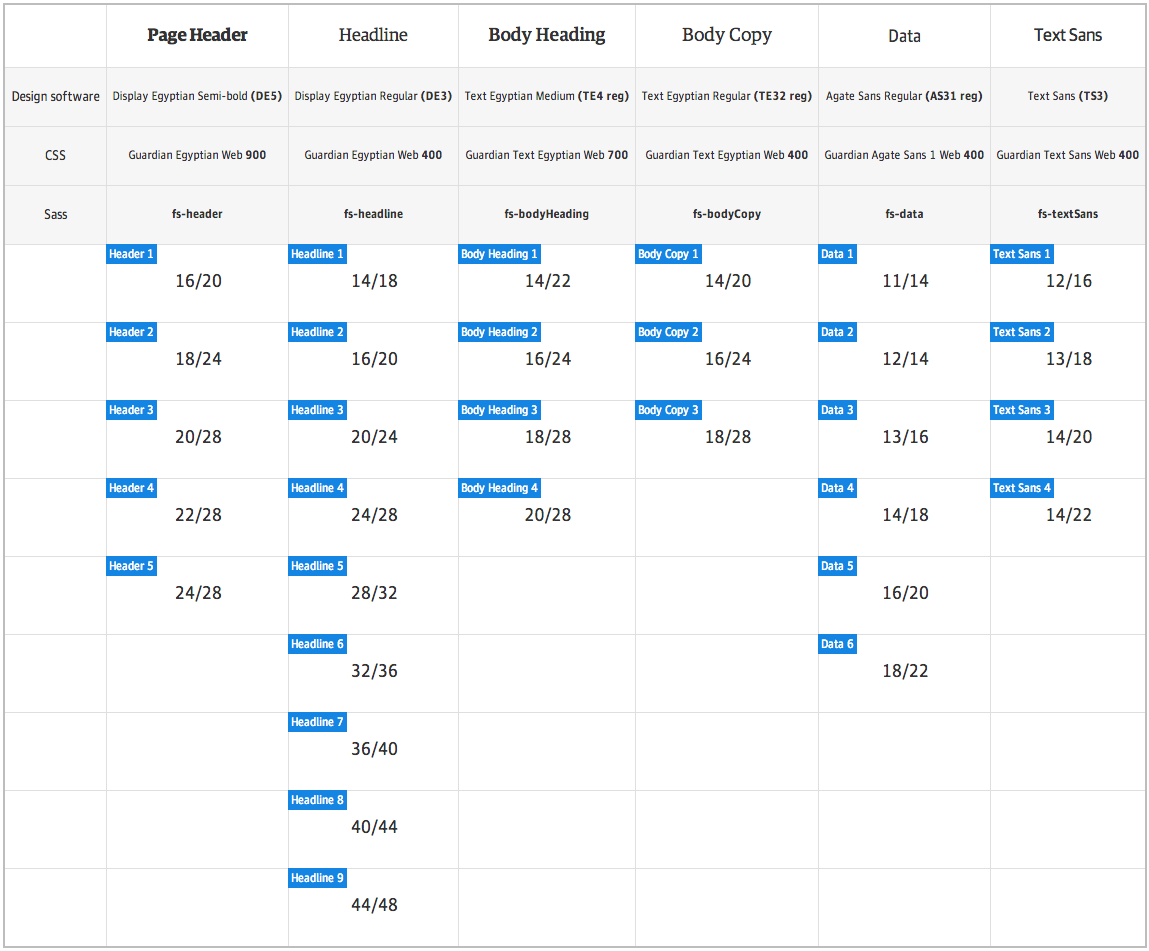 Page Header Headline Body Heading Body Copy Data Text Sans
Design software Display Egyptian Semi-bold (DE5) Display Egyptian Regular (DE3) Text Egyptian Medium (TE4 reg) Text Egyptian Regular (TE32 reg) Agate Sans Regular (AS31 reg) Text Sans (TS3)
CSS Guardian Egyptian Web 900 Guardian Egyptian Web 400 Guardian Text Egyptian Web 700 Guardian Text Egyptian Web 400 Guardian Agate Sans 1 Web 400 Guardian Text Sans Web 400
Sass fs-header fs-headline fs-bodyHeading fs-bodyCopy fs-data fs-textSans
Header 1 Headline 1 Body Heading 1 Body Copy 1 Data 1 Text Sans 1
16/20 14/18 14/22 14/20 11/14 12/16
Header 2 Headline 2 Body Heading 2 Body Copy 2 Data 2 Text Sans 2
18/24 16/20 16/24 16/24 12/14 13/18
Header 3 Headline 3 Body Heading 3 Body Copy 3 Data 3 Text Sans 3
20/28 20/24 18/28 18/28 13/16 14/20
Header 4 Headline 4 Body Heading 4 Data 4 Text Sans 4
22/28 24/28 20/28 14/18 14/22
Header 5 Headline 5 Data 5
24/28 28/32 16/20
Headline 6 Data 6
32/36 18/22
Headline 7
36/40
Headline 8
40/44
Headline 9
44/48